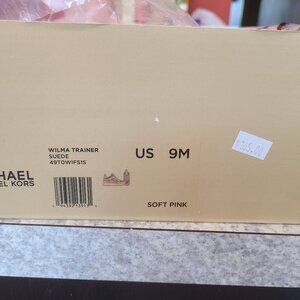 WILMA TRAINER
SUEDE
49T0WIFS1S
US 9M
HAEL
EL KORS
SOFT PINK